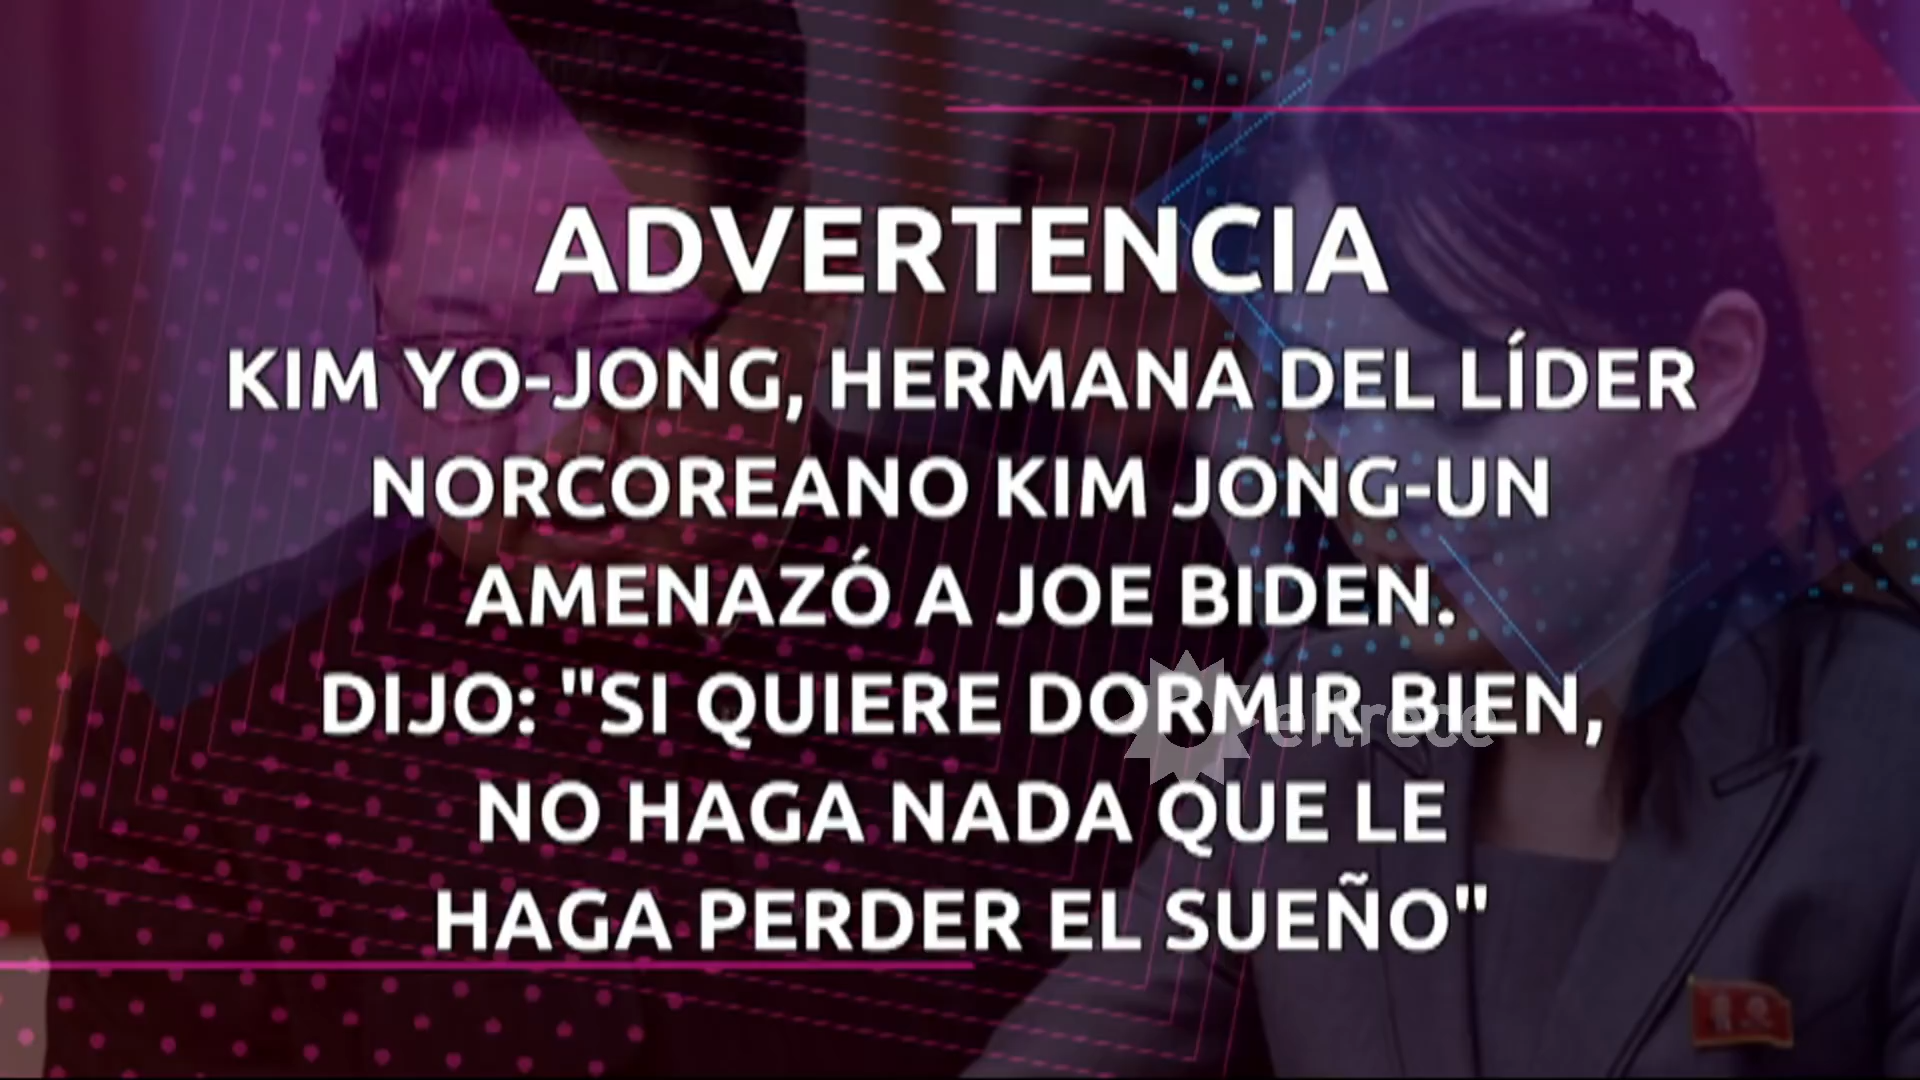 ADVERTENCIA
KIM YO-JONG, HERMANA DEL LÍDER
NORCOREANO KIM JONG-UN
AMENAZÓ A JOE BIDEN.
DIJO: "SI QUIERE DORMIR BIEN,
eltrece
NO HAGA NADA QUE LE
HAGA PERDER EL SUEÑO"